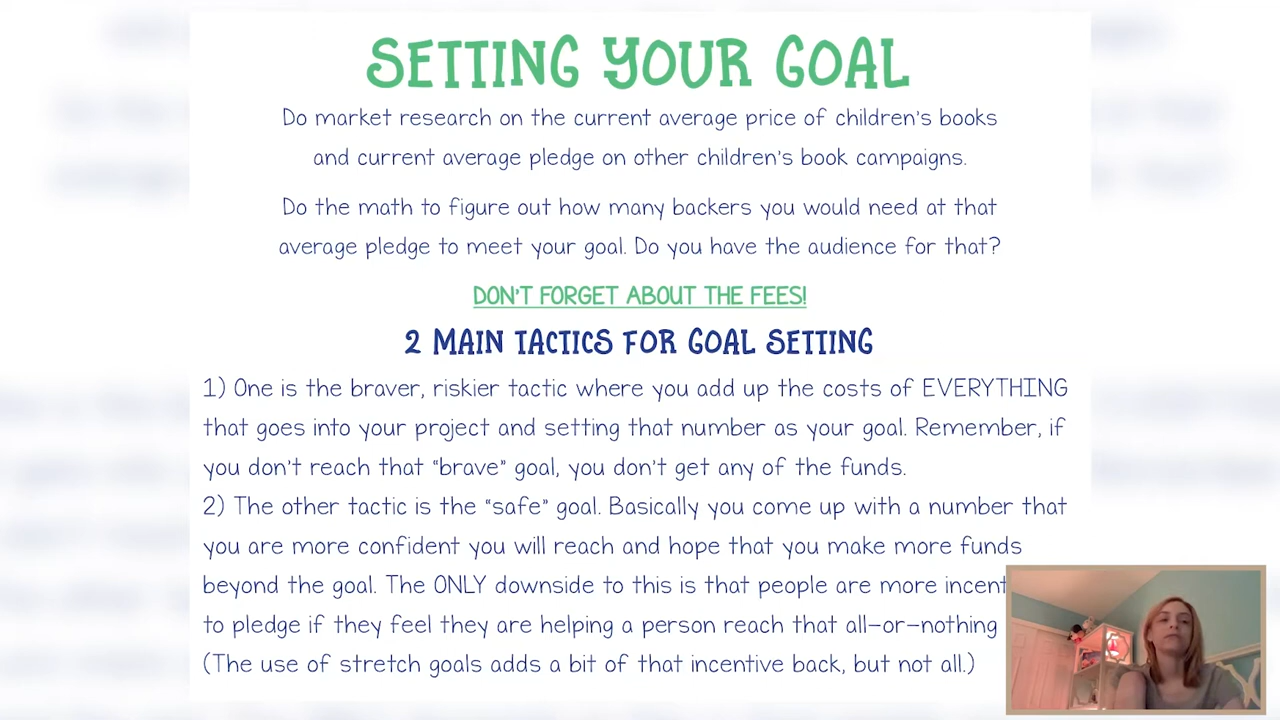 SETTING YOUR GOAL
Do market research on the current average price of children's books
and current average pledge on other children's book campaigns.
Do the math to figure out how many backers you would need at that
average pledge to meet your goal. Do you have the audience for that?
DON'T FORGET ABOUT THE FEES!
2 MAIN TACTICS FOR GOAL SETTING
1) One is the braver, riskier tactic where you add up the costs of EVERYTHING
that goes into your project and setting that number as your goal. Remember, if
you don't reach that "brave" goal, you don't get any of the funds.
2) The other tactic is the "safe" goal. Basically you come up with a number that
you are more confident you will reach and hope that you make more funds
beyond the goal. The ONLY downside to this is that people are more incent
to pledge if they feel they are helping a person reach that all-or-nothing
(The use of stretch goals adds a bit of that incentive back, but not all.)